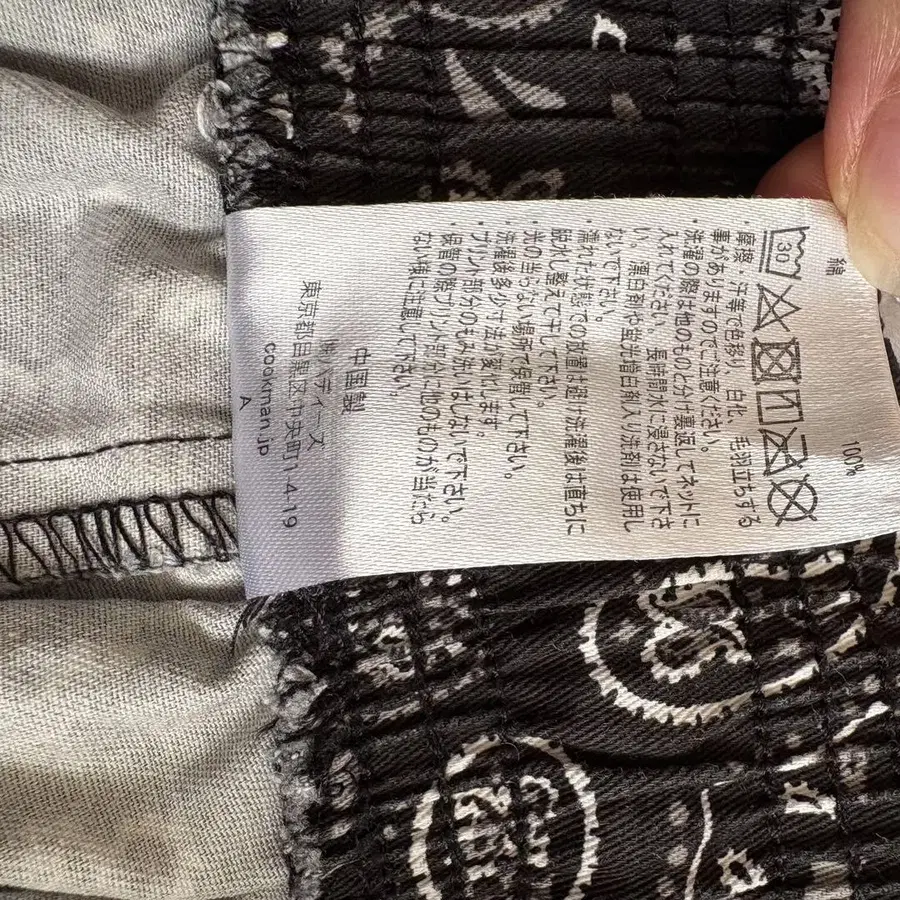 綿 100%
30
・摩擦・汗等で色移り、白化、毛羽立ちする
事がありますのでご注意ください。
・洗濯の際は他のものと分け裏返してネットに
入れてください。長時間水に浸さないで下さ
い。漂白剤や蛍光増白剤入り洗剤は使用し
ないで下さい。
・濡れた状態での放置は避け洗濯後は直ちに
脱水し整えて干して下さい。
・光の当らない場所で保管して下さい。
・洗濯後多少寸法が変化します。
・プリント部分のもみ洗いはしないで下さい。
・保管の際プリント部分に他のものが当たら
ない様に注意して下さい。
中国製
㈱バディーズ
東京都目黒区中央町1-4-19
cookman.jp
A